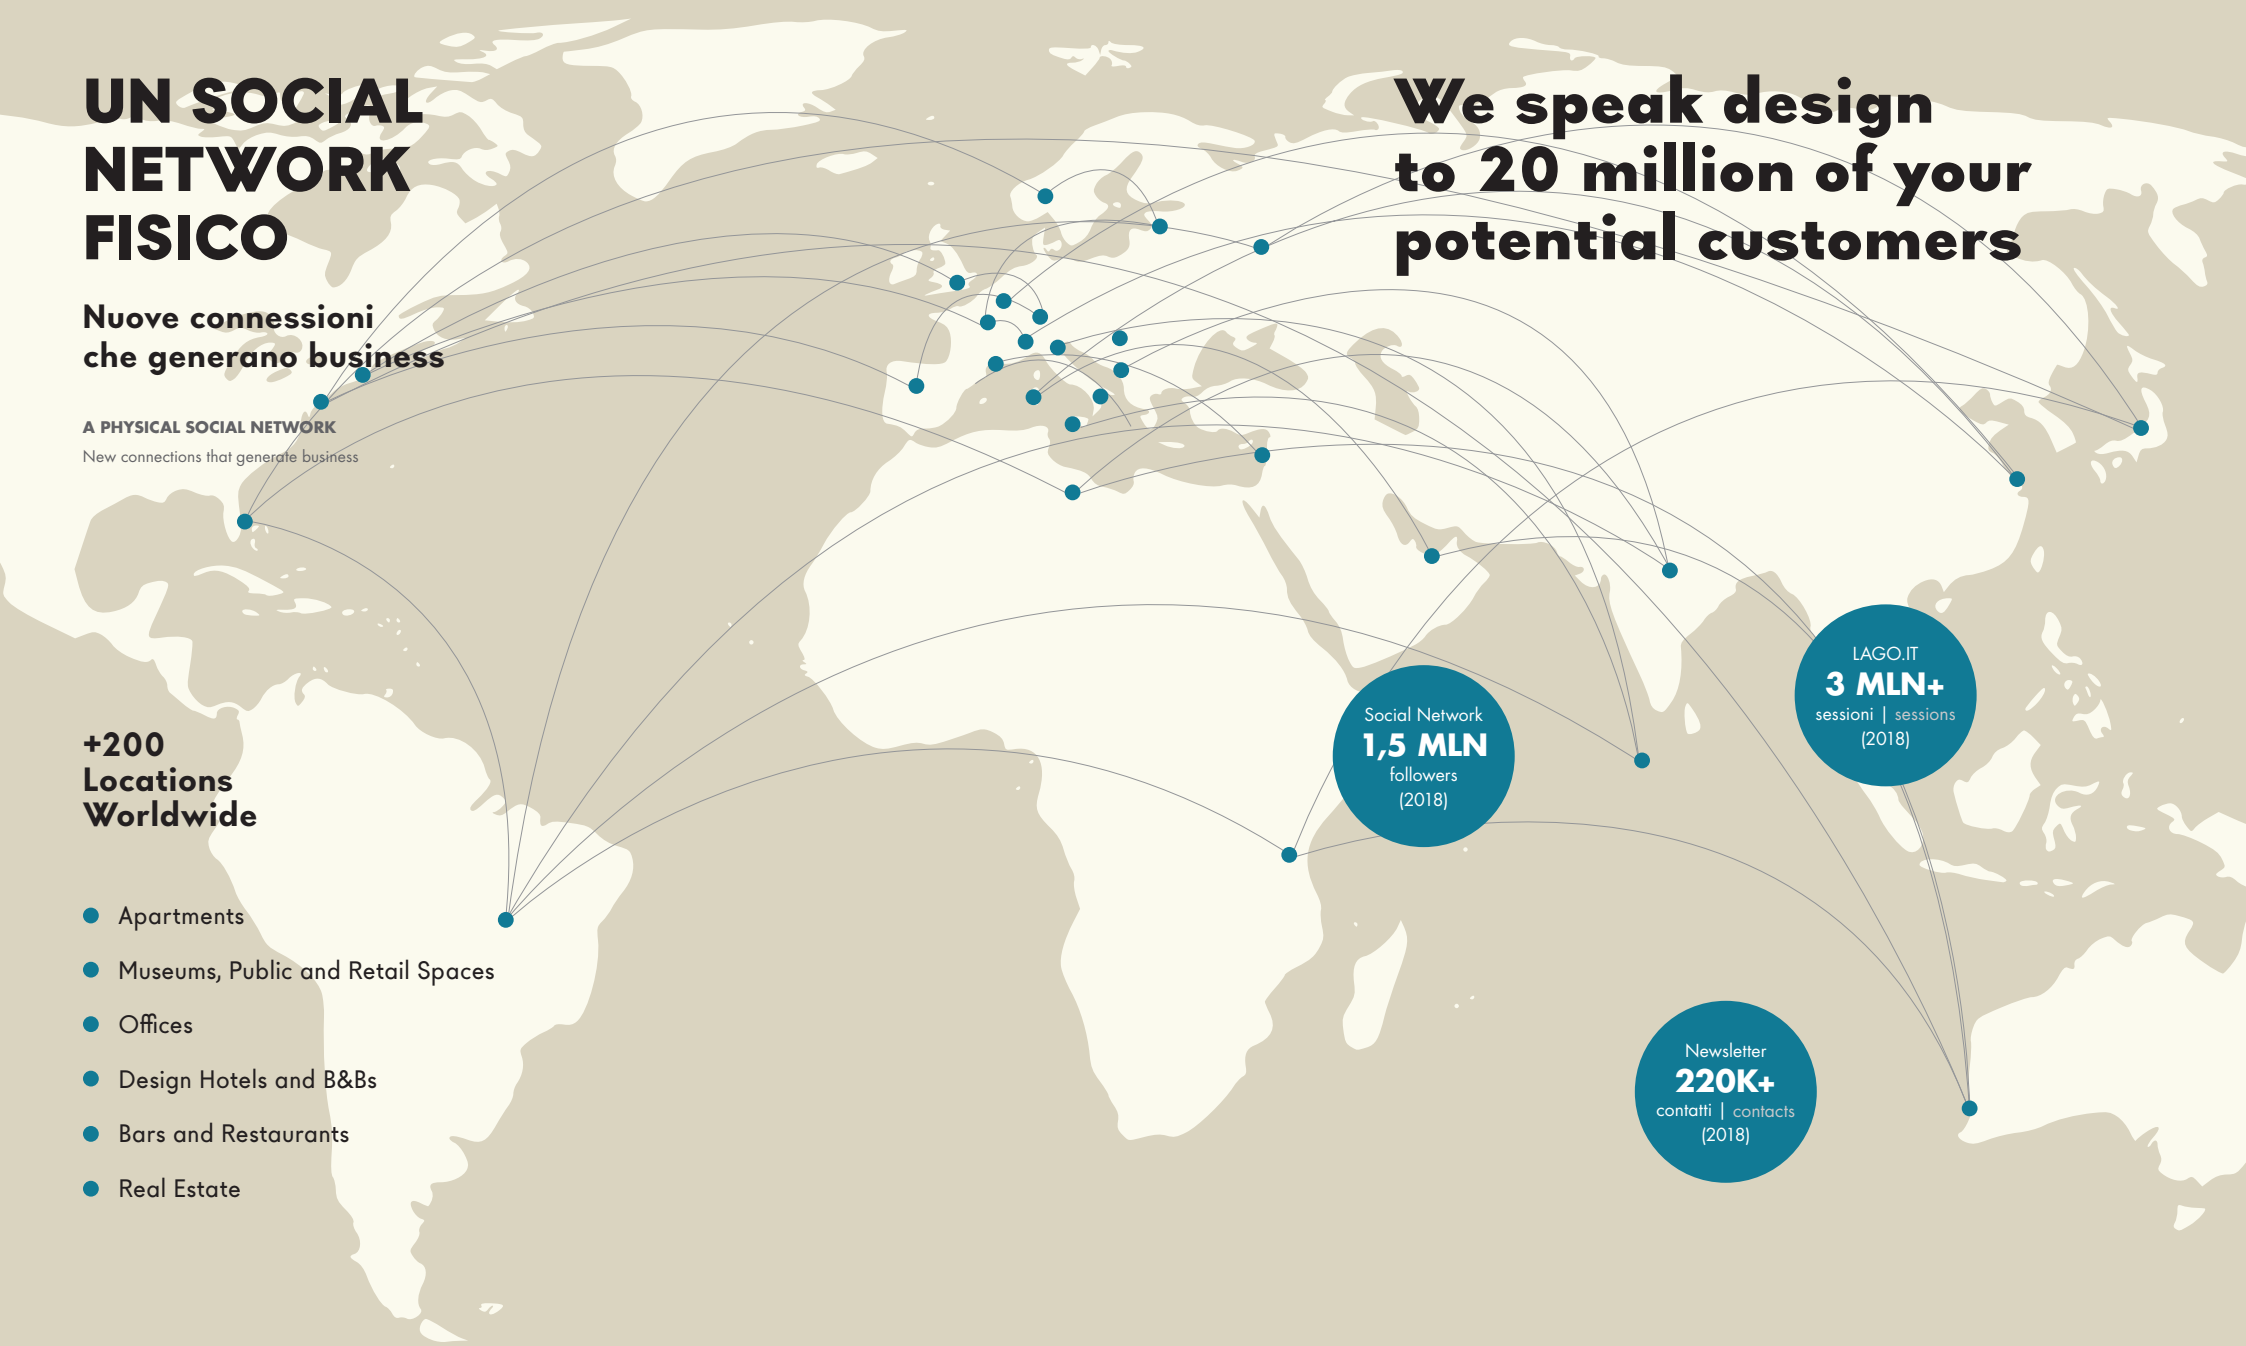 UN SOCIAL
NETWORK
FISICO
Nuove connessioni
che generano business
A PHYSICAL SOCIAL NETWORK
New connections that generate business
We speak design
to 20 million of your
potential customers
+200
Locations
Worldwide
Apartments
Museums, Public and Retail Spaces
Offices
Design Hotels and B&Bs
Bars and Restaurants
Real Estate
Social Network
1,5 MLN
followers
(2018)
LAGO.IT
3 MLN+
sessioni | sessions
(2018)
Newsletter
220K+
contatti | contacts
(2018)